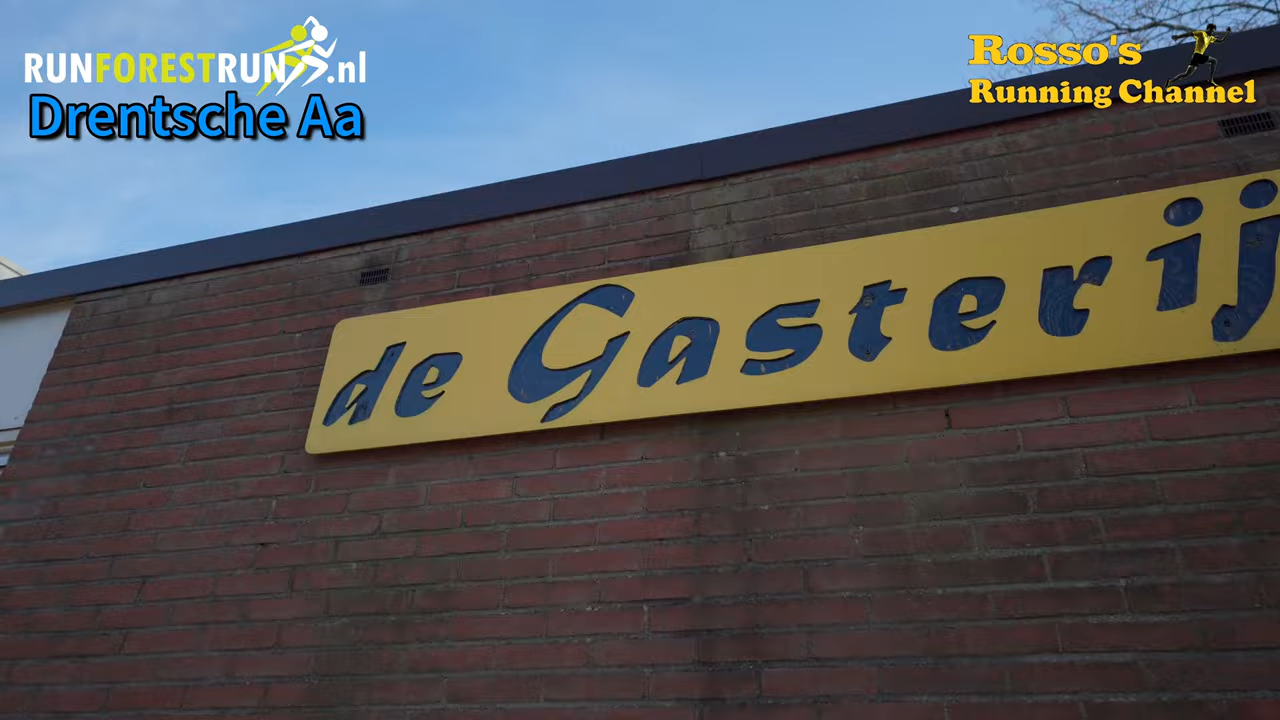 RUNFORESTRUN.nl
Drentsche Aa
Rosso's
Running Channel
de Gasterij